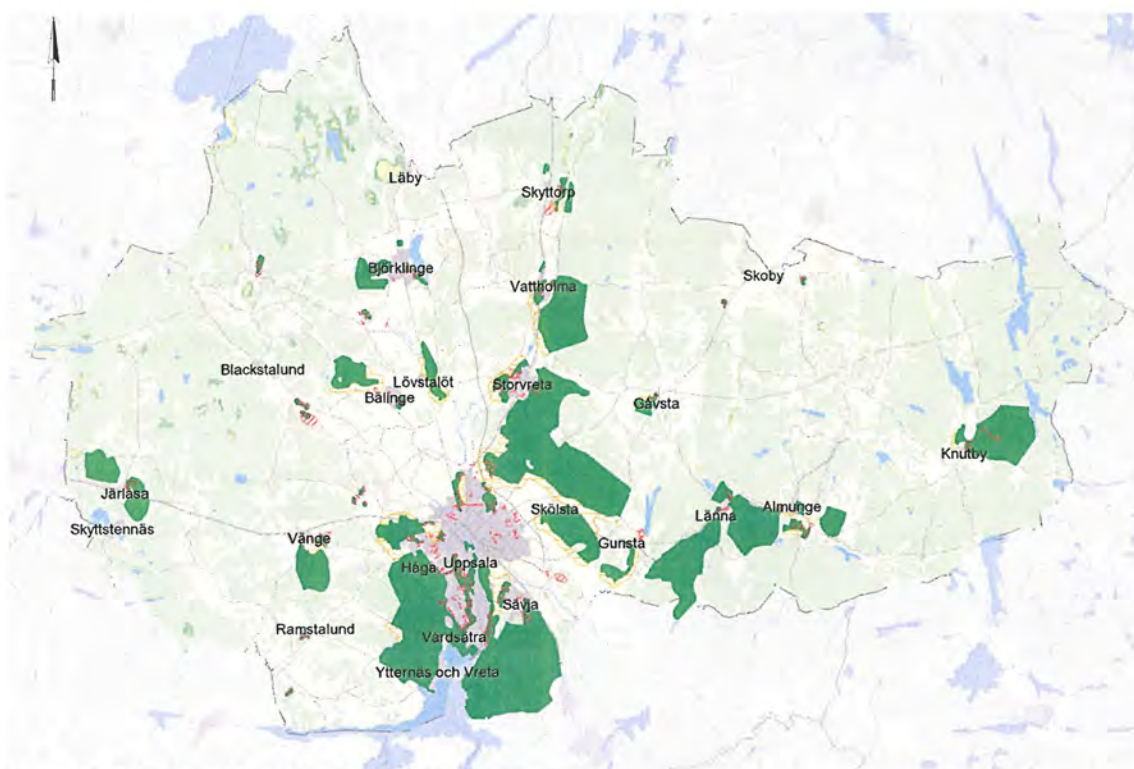 Läby
Skyttorp
Björklinge
Skoby
Vattholma
Blackstalund
Lövstalöt
Storvreta
Bälinge
Gåvsta
Knutby
Järlåsa
Skölsta
Länna
Almunge
Skyttstennäs
Vänge
Gunsta
Håga
Uppsala
Sävja
Ramstalund
Vårdsätra
Ytternäs och Vreta